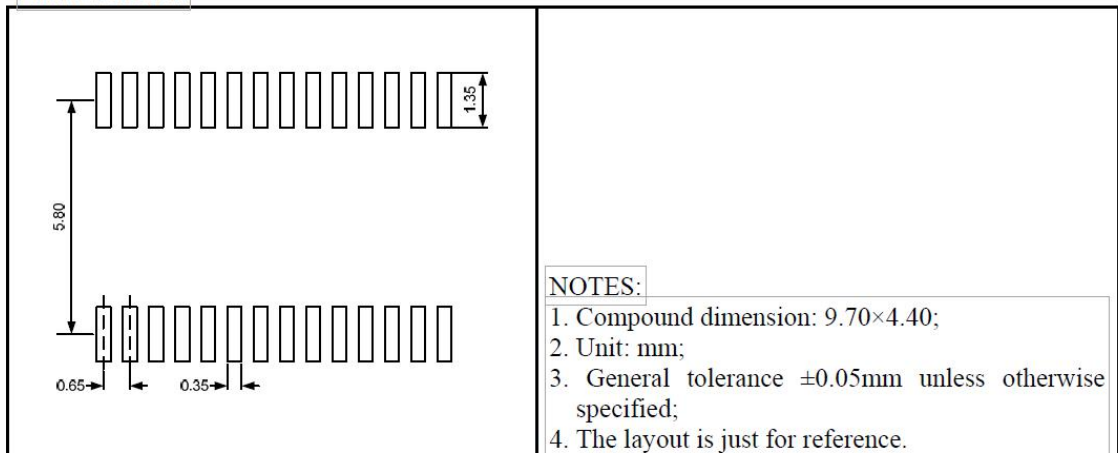 1.35
5.80
0.65
0.35
NOTES:
1. Compound dimension: 9.70×4.40;
2. Unit: mm;
3. General tolerance ±0.05mm unless otherwise
specified;
4. The layout is just for reference.